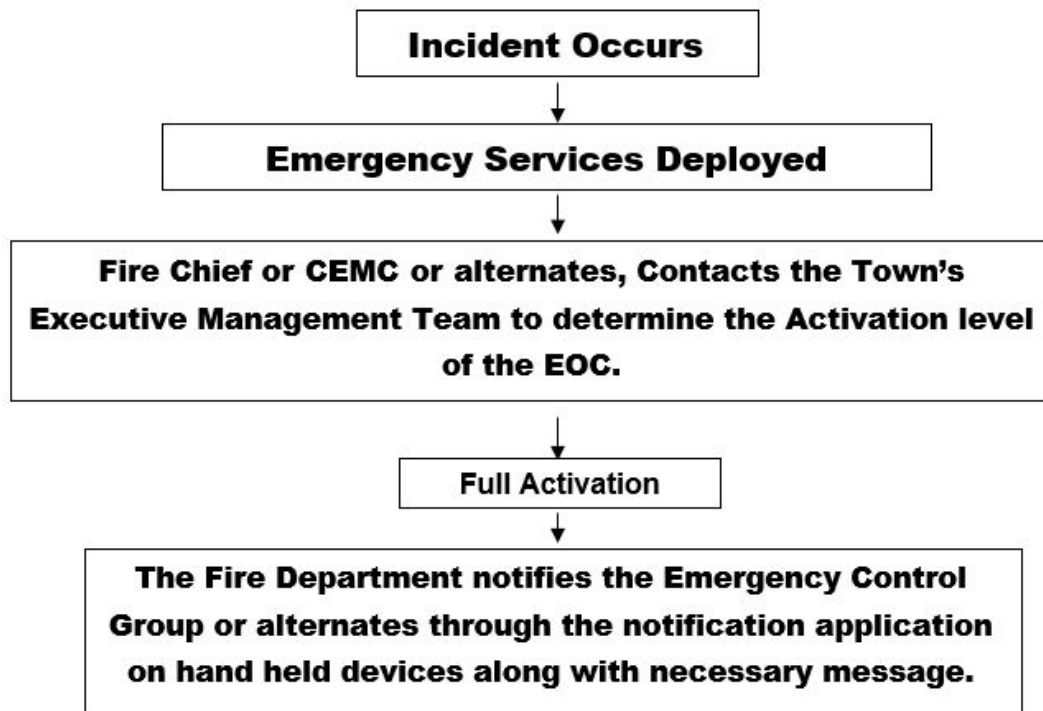 Incident Occurs
Emergency Services Deployed
Fire Chief or CEMC or alternates, Contacts the Town’s
Executive Management Team to determine the Activation level
of the EOC.
Full Activation
The Fire Department notifies the Emergency Control
Group or alternates through the notification application
on hand held devices along with necessary message.